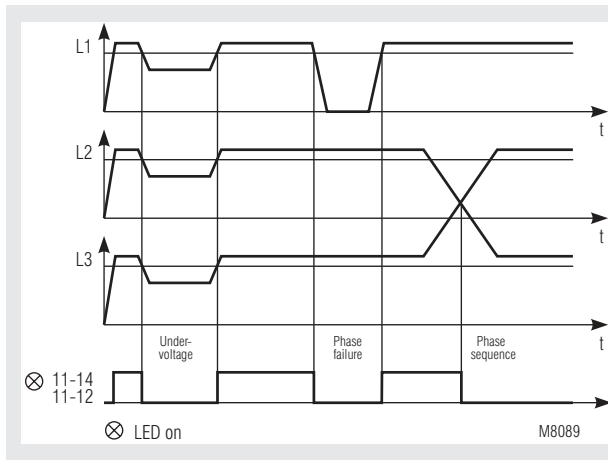 L1
t
L2
t
L3
t
Under-
voltage
Phase
failure
Phase
sequence
11-14
11-12
LED on
M8089